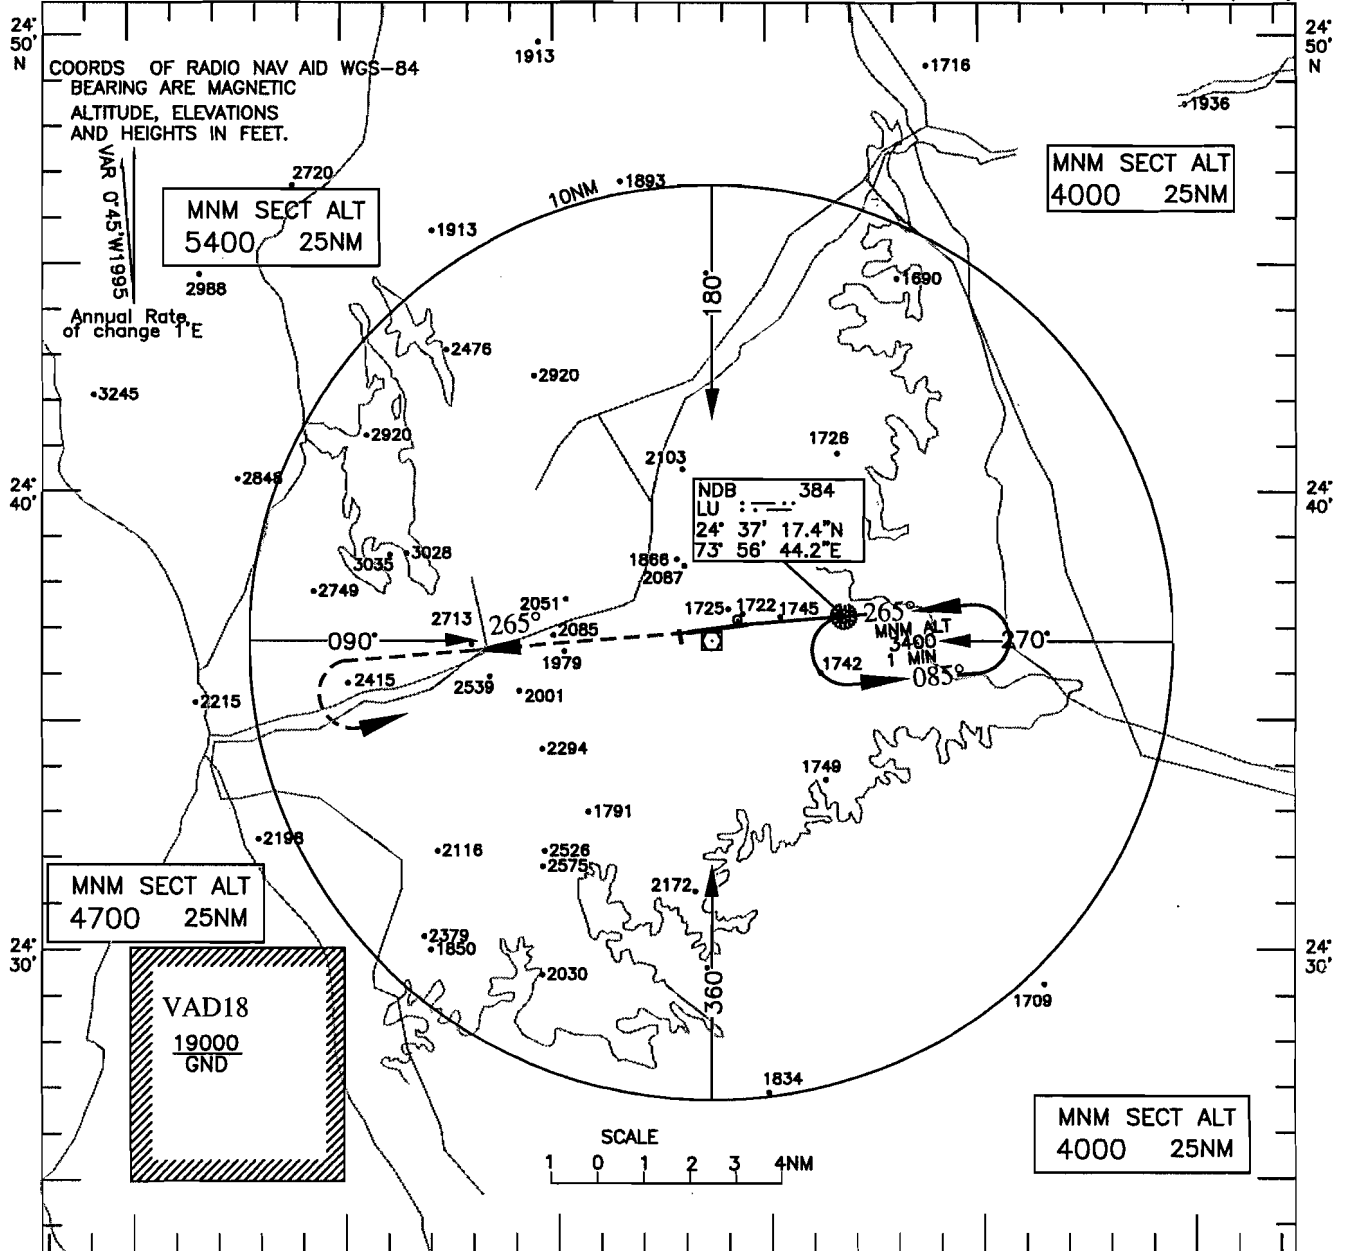 24°
50'
N
24°
50'
N
COORDS OF RADIO NAV AID WGS-84
BEARING ARE MAGNETIC
ALTITUDE, ELEVATIONS
AND HEIGHTS IN FEET.
VAR 0°45'W1995
Annual Rate
of change 1'E
1913
1716
1936
MNM SECT ALT
4000 25NM
2720
MNM SECT ALT
5400 25NM
10NM
1893
1913
2988
180°
1690
2476
2920
3245
2920
1726
2103
2848
24°
40'
24°
40'
NDB 384
LU
24° 37' 17.4"N
73° 56' 44.2"E
3028
3035
1866
2087
2749
2051
2713
265°
2085
1725
1722
1745
265°
MNM ALT
3400
1 MIN
090°
270°
1979
1742
085°
2415
2539
2001
2215
2294
1749
1791
2198
2116
2526
2575
2172
MNM SECT ALT
4700 25NM
2379
1850
24°
30'
24°
30'
2030
360°
1709
VAD18
19000
GND
1834
MNM SECT ALT
4000 25NM
SCALE
1 0 1 2 3 4NM